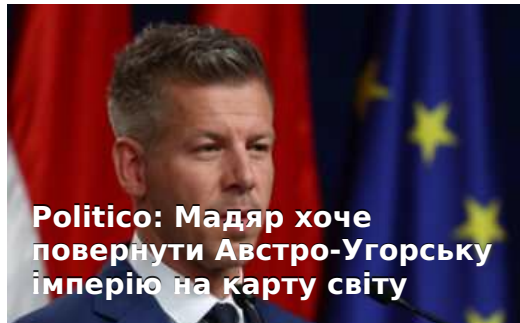 Politico: Мадяр хоче
повернути Австро-Угорську
імперію на карту світу